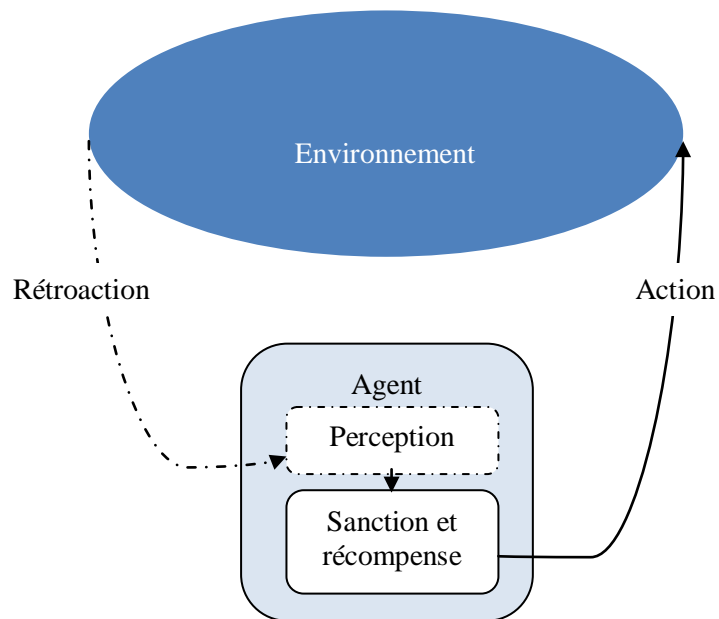 Environnement
Rétroaction
Action
Agent
Perception
Sanction et
récompense